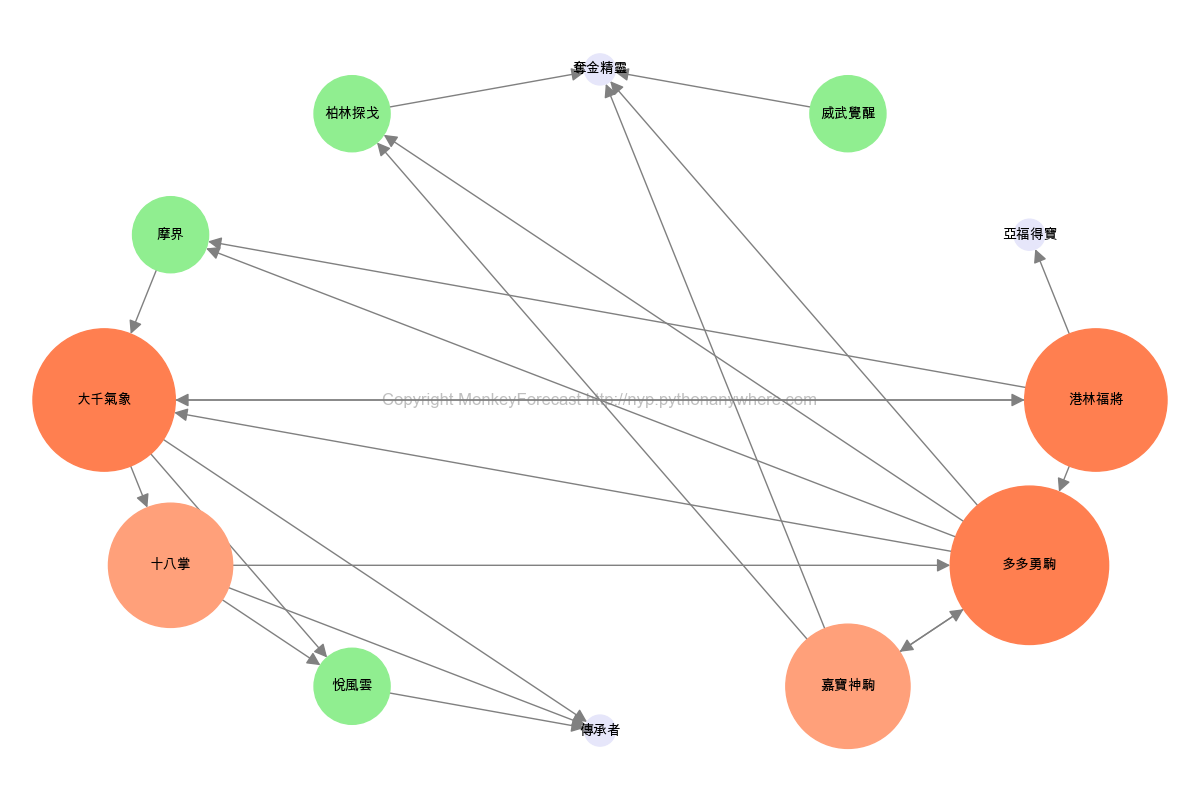 奪金精靈
柏林探戈
威武覺醒
摩界
亞福得寶
大千氣象
Copyright MonkeyForecast http://nyp.pythonanywhere.com
港林福將
十八掌
多多勇駒
悅風雲
嘉寶神駒
傳承者